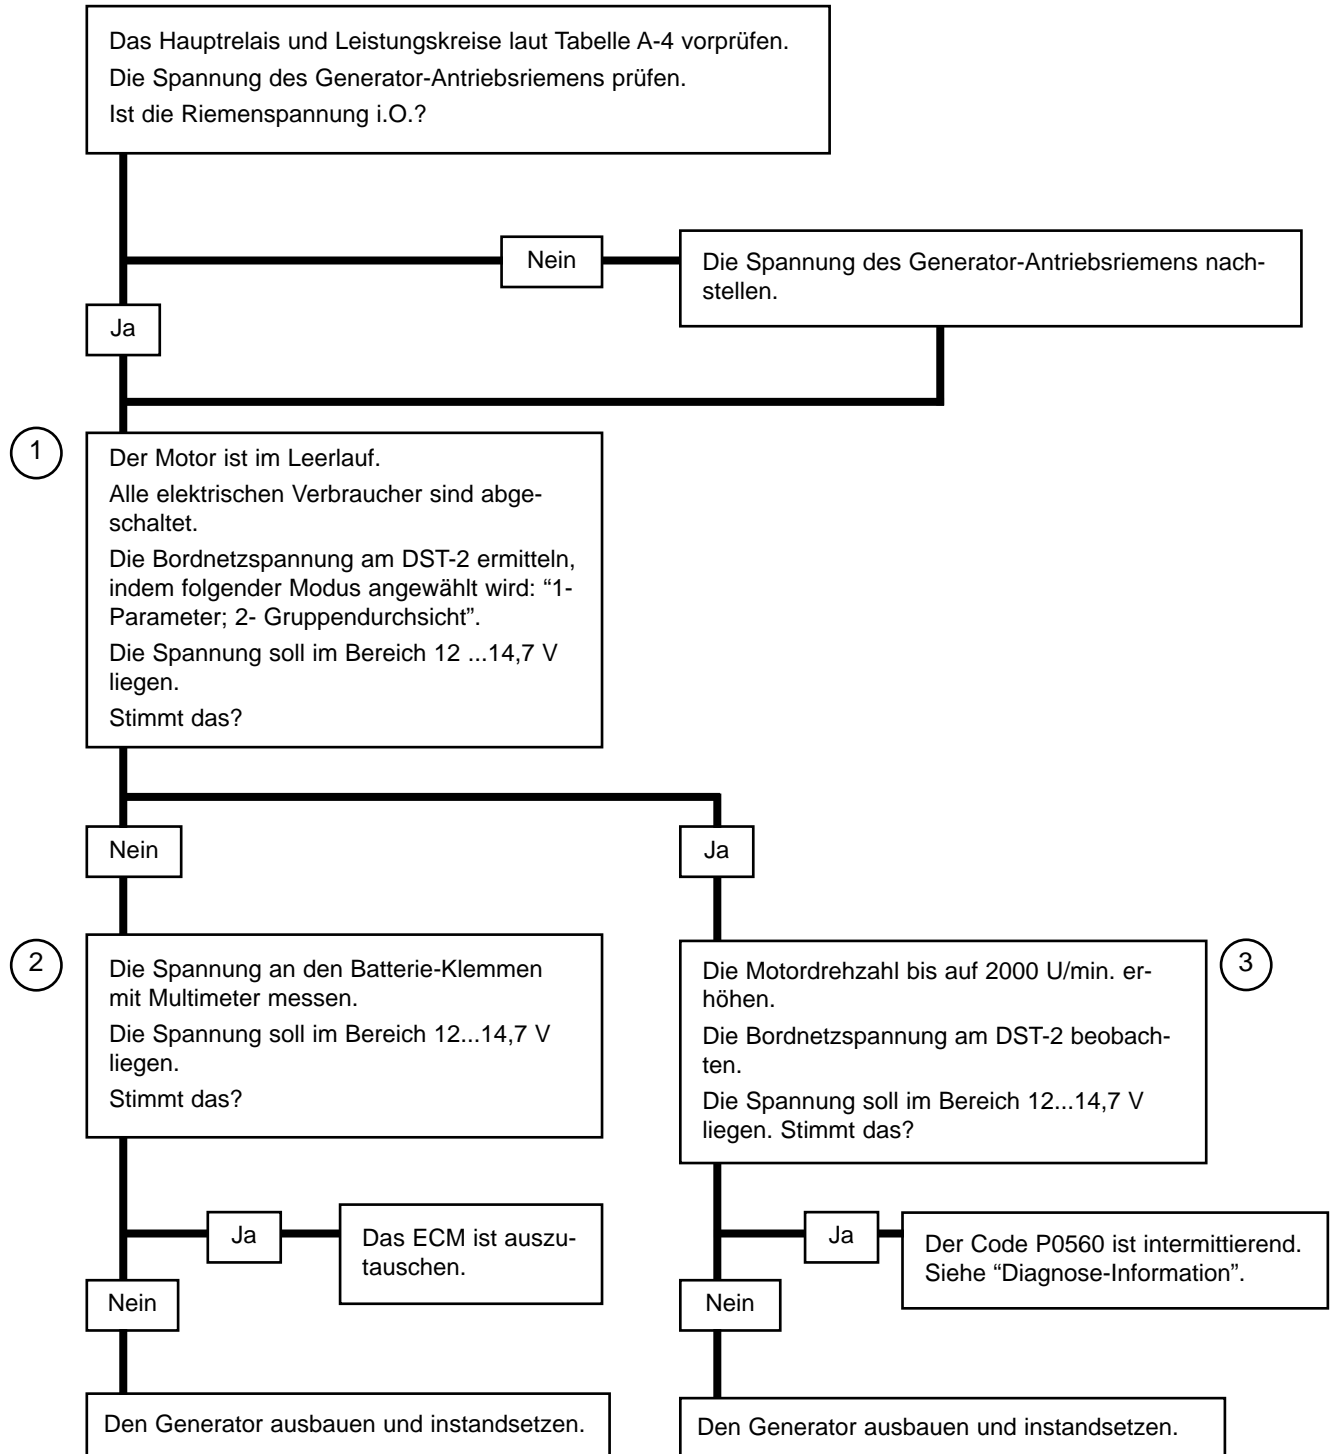 Das Hauptrelais und Leistungskreise laut Tabelle A-4 vorprüfen.
Die Spannung des Generator-Antriebsriemens prüfen.
Ist die Riemenspannung i.O.?
Nein
Die Spannung des Generator-Antriebsriemens nach-
stellen.
Ja
1
Der Motor ist im Leerlauf.
Alle elektrischen Verbraucher sind abge-
schaltet.
Die Bordnetzspannung am DST-2 ermitteln,
indem folgender Modus angewählt wird: “1-
Parameter; 2- Gruppendurchsicht”.
Die Spannung soll im Bereich 12 ...14,7 V
liegen.
Stimmt das?
Nein
Ja
2
Die Spannung an den Batterie-Klemmen
mit Multimeter messen.
Die Spannung soll im Bereich 12...14,7 V
liegen.
Stimmt das?
Die Motordrehzahl bis auf 2000 U/min. er-
höhen.
Die Bordnetzspannung am DST-2 beobach-
ten.
Die Spannung soll im Bereich 12...14,7 V
liegen. Stimmt das?
3
Ja
Das ECM ist auszu-
tauschen.
Nein
Ja
Der Code P0560 ist intermittierend.
Siehe “Diagnose-Information”.
Nein
Den Generator ausbauen und instandsetzen.
Den Generator ausbauen und instandsetzen.